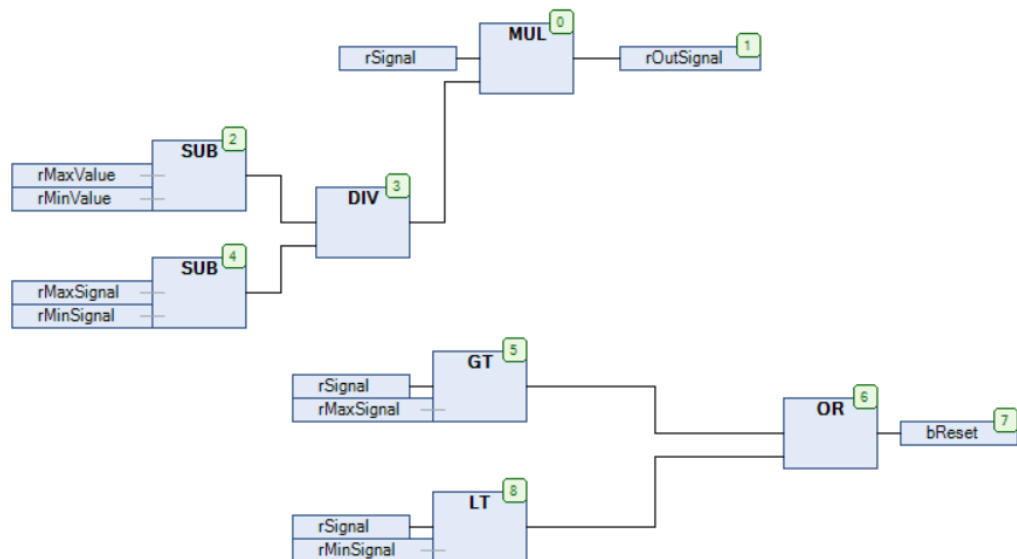 0
MUL
1
rSignal
rOutSignal
2
SUB
3
rMaxValue
DIV
rMinValue
4
SUB
rMaxSignal
rMinSignal
5
GT
6
rSignal
OR
7
rMaxSignal
bReset
8
LT
rSignal
rMinSignal